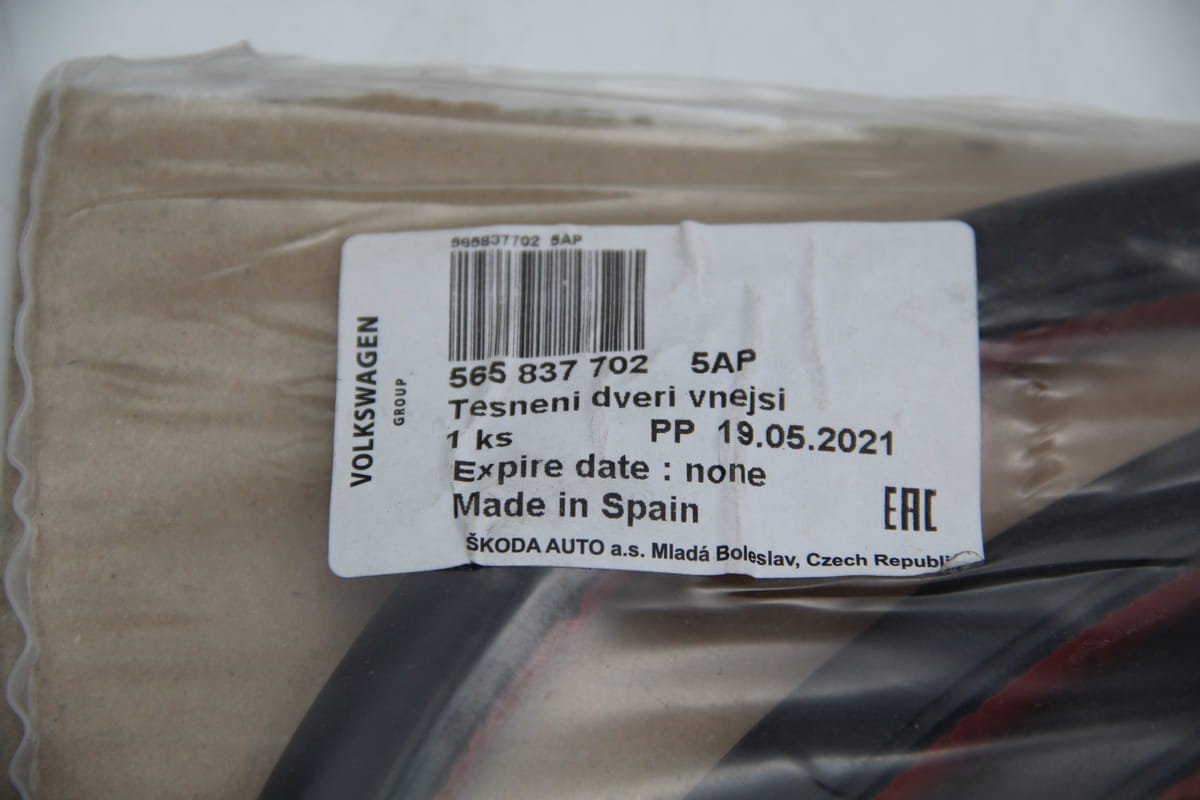 VOLKSWAGEN
GROUP
565837702 5AP
565 837 702 5AP
Tesneni dveri vnejsi
1 ks PP 19.05.2021
Expire date : none
Made in Spain
EAC
ŠKODA AUTO a.s. Mladá Boleslav, Czech